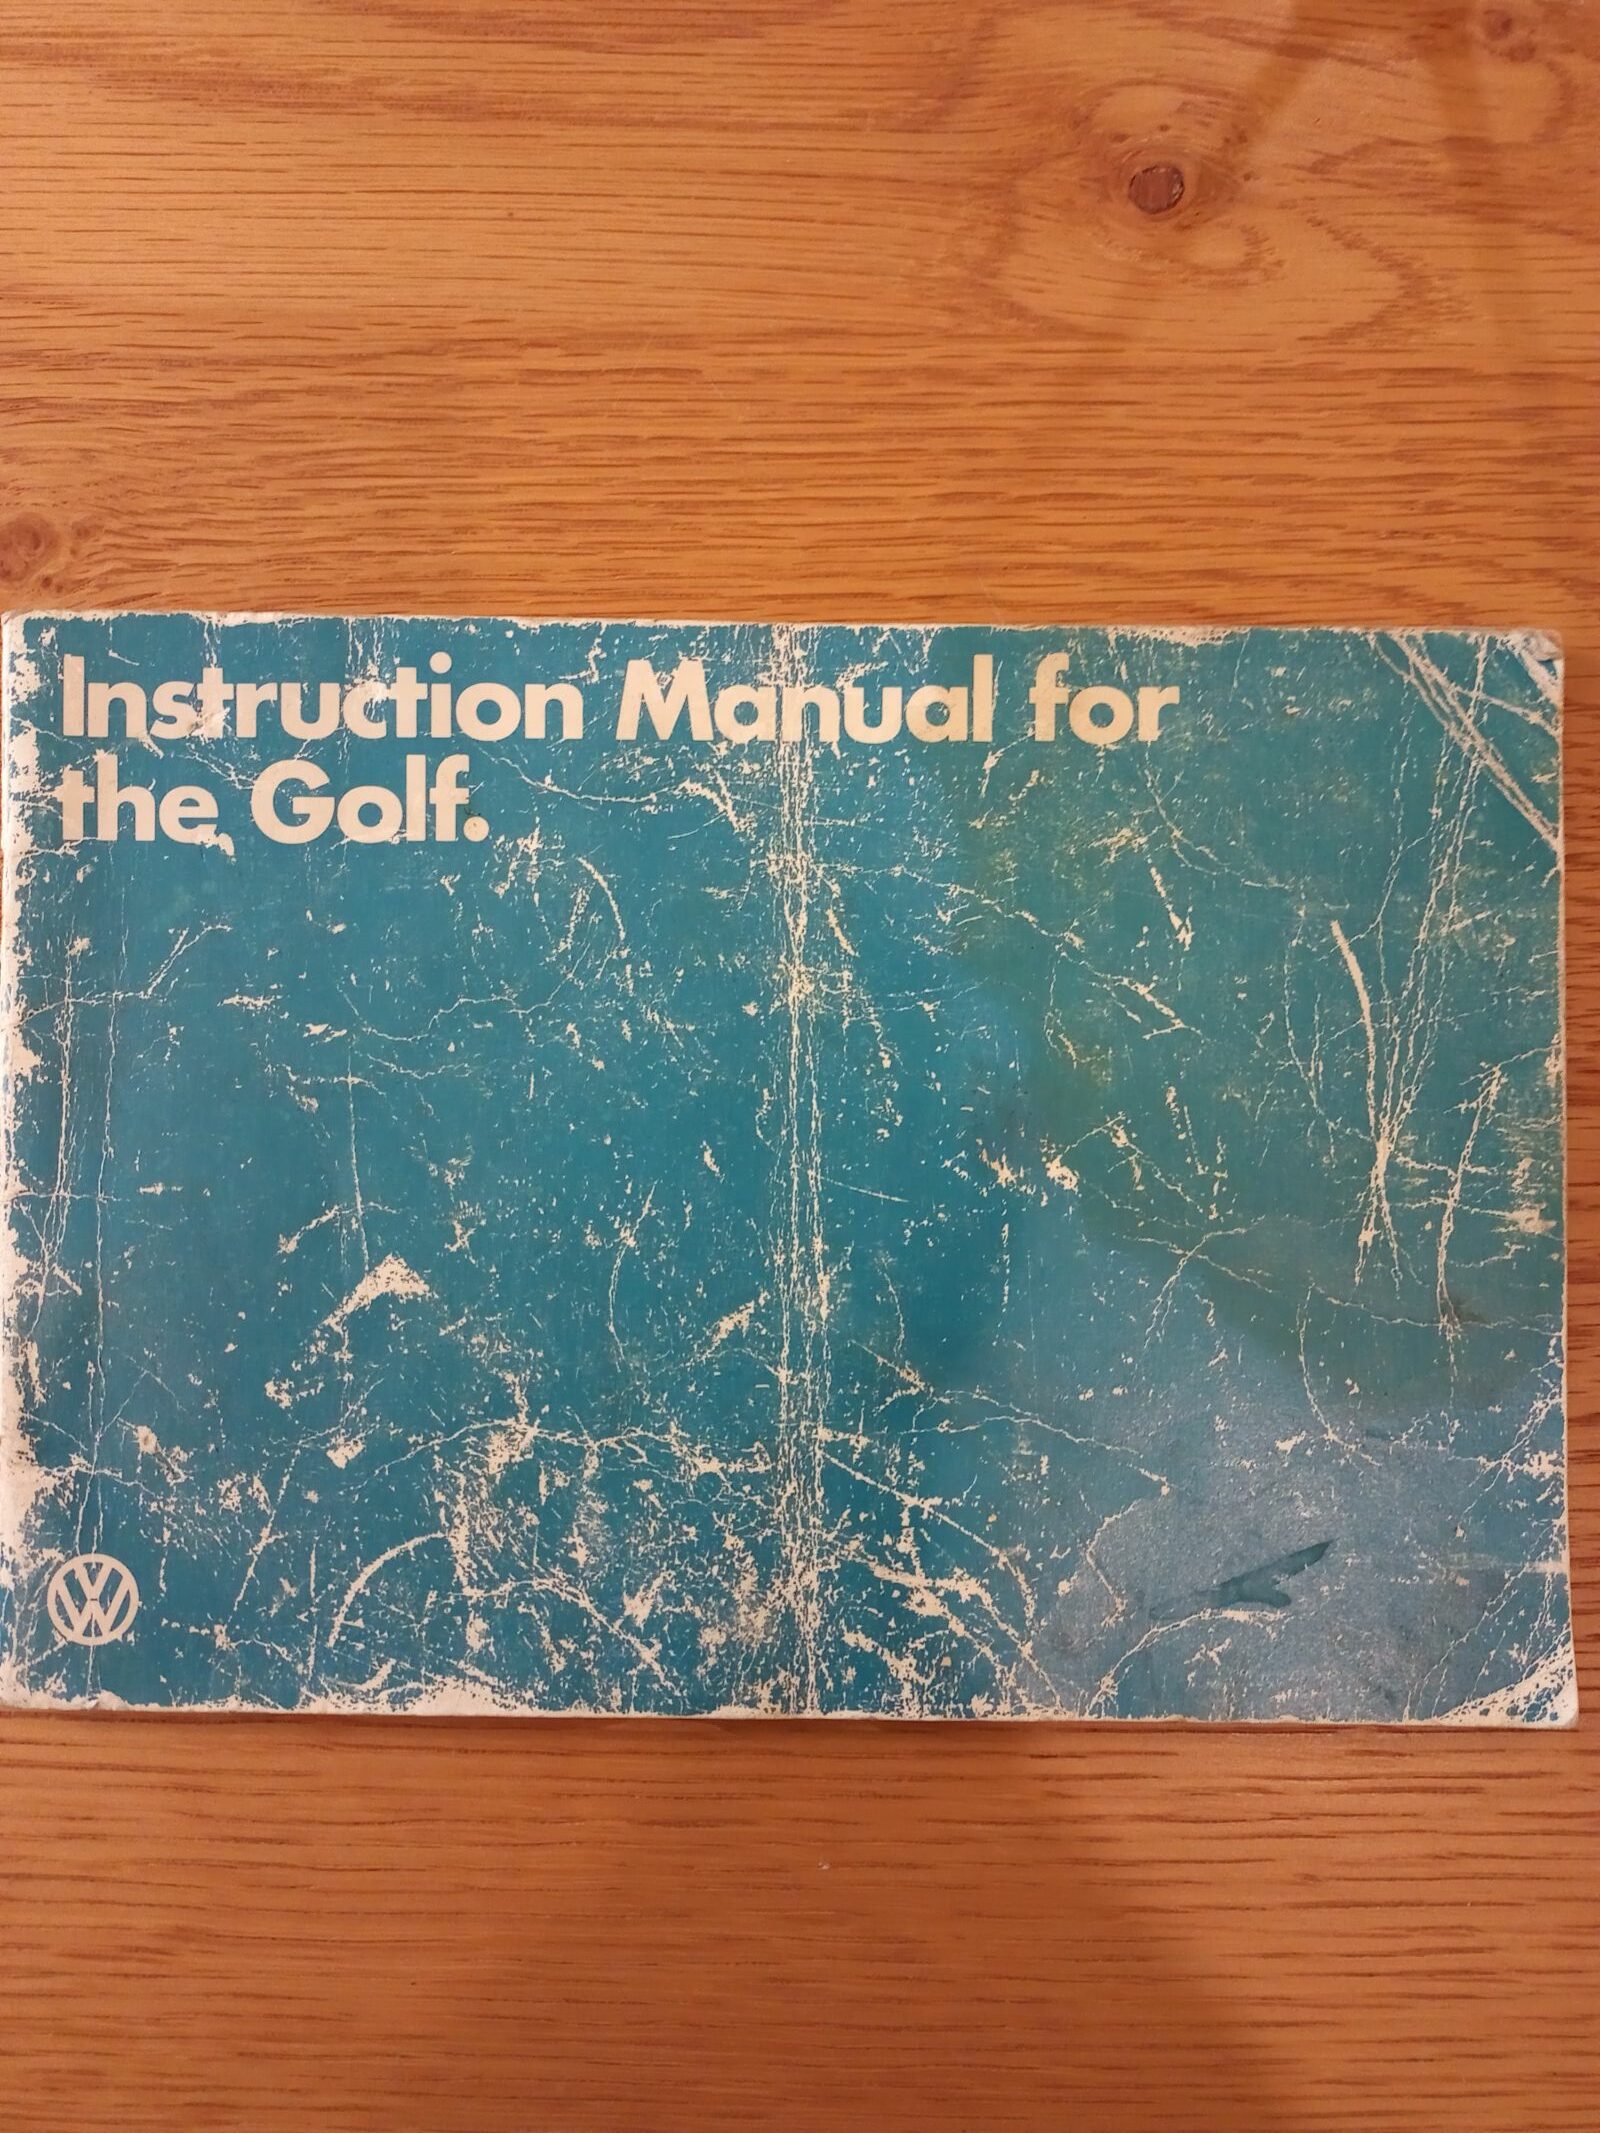 Instruction Manual for
the Golf.